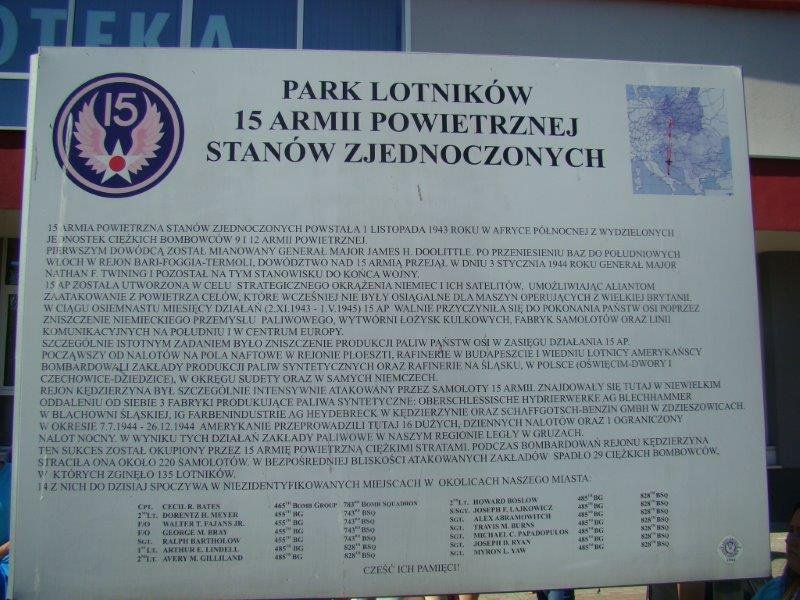 OTEKA
15
PARK LOTNIKÓW
15 ARMII POWIETRZNEJ
STANÓW ZJEDNOCZONYCH
15 ARMIA POWIETRZNA STANÓW ZJEDNOCZONYCH POWSTAŁA 1 LISTOPADA 1943 ROKU W AFRYCE PÓŁNOCNEJ Z WYDZIELONYCH
JEDNOSTEK CIĘŻKICH BOMBOWCÓW 9 I 12 ARMII POWIETRZNEJ.
PIERWSZYM DOWÓDCĄ ZOSTAŁ MIANOWANY GENERAŁ MAJOR JAMES H. DOOLITTLE. PO PRZENIESIENIU BAZ DO POŁUDNIOWYCH
WŁOCH W REJON BARI-FOGGIA-TERMOLI, DOWÓDZTWO NAD 15 ARMIĄ PRZEJĄŁ W DNIU 3 STYCZNIA 1944 ROKU GENERAŁ MAJOR
NATHAN F. TWINING I POZOSTAŁ NA TYM STANOWISKU DO KOŃCA WOJNY.
15 AP ZOSTAŁA UTWORZONA W CELU STRATEGICZNEGO OKRĄŻENIA NIEMIEC I ICH SATELITÓW, UMOŻLIWIAJĄC ALIANTOM
ZAATAKOWANIE Z POWIETRZA CELÓW, KTÓRE WCZEŚNIEJ NIE BYŁY OSIĄGALNE DLA MASZYN OPERUJĄCYCH Z WIELKIEJ BRYTANII.
W CIĄGU OSIEMNASTU MIESIĘCY DZIAŁAŃ (2.XI.1943 - 1.V.1945) 15 AP WALNIE PRZYCZYNIŁA SIĘ DO POKONANIA PAŃSTW OSI POPRZEZ
ZNISZCZENIE NIEMIECKIEGO PRZEMYSŁU PALIWOWEGO, WYTWÓRNI ŁOŻYSK KULKOWYCH, FABRYK SAMOLOTÓW ORAZ LINII
KOMUNIKACYJNYCH NA POŁUDNIU I W CENTRUM EUROPY.
SZCZEGÓLNIE ISTOTNYM ZADANIEM BYŁO ZNISZCZENIE PRODUKCJI PALIW PAŃSTW OSI W ZASIĘGU DZIAŁANIA 15 AP.
POCZĄWSZY OD NALOTÓW NA POLA NAFTOWE W REJONIE PLOESZTI, RAFINERIE W BUDAPESZCIE I WIEDNIU LOTNICY AMERYKAŃSCY
BOMBARDOWALI ZAKŁADY PRODUKCJI PALIW SYNTETYCZNYCH ORAZ RAFINERIE NA ŚLĄSKU, W POLSCE (OŚWIĘCIM-DWORY I
CZECHOWICE-DZIEDZICE), W OKRĘGU SUDETY ORAZ W SAMYCH NIEMCZECH.
REJON KĘDZIERZYNA BYŁ SZCZEGÓLNIE INTENSYWNIE ATAKOWANY PRZEZ SAMOLOTY 15 ARMII. ZNAJDOWAŁY SIĘ TUTAJ W NIEWIELKIM
ODDALENIU OD SIEBIE 3 FABRYKI PRODUKUJĄCE PALIWA SYNTETYCZNE: OBERSCHLESISCHE HYDRIERWERKE AG BLECHHAMMER
W BLACHOWNI ŚLĄSKIEJ, IG FARBENINDUSTRIE AG HEYDEBRECK W KĘDZIERZYNIE ORAZ SCHAFFGOTSCH-BENZIN GMBH W ZDZIESZOWICACH.
W OKRESIE 7.7.1944 - 26.12.1944 AMERYKANIE PRZEPROWADZILI TUTAJ 16 DUŻYCH, DZIENNYCH NALOTÓW ORAZ 1 OGRANICZONY
NALOT NOCNY. W WYNIKU TYCH DZIAŁAŃ ZAKŁADY PALIWOWE W NASZYM REGIONIE LEGŁY W GRUZACH.
TEN SUKCES ZOSTAŁ OKUPIONY PRZEZ 15 ARMIĘ POWIETRZNĄ CIĘŻKIMI STRATAMI. PODCZAS BOMBARDOWAŃ REJONU KĘDZIERZYNA
STRACIŁA ONA OKOŁO 220 SAMOLOTÓW. W BEZPOŚREDNIEJ BLISKOŚCI ATAKOWANYCH ZAKŁADÓW SPADŁO 29 CIĘŻKICH BOMBOWCÓW,
W KTÓRYCH ZGINĘŁO 135 LOTNIKÓW.
14 Z NICH DO DZISIAJ SPOCZYWA W NIEZIDENTYFIKOWANYCH MIEJSCACH W OKOLICACH NASZEGO MIASTA:
CPT. CECIL R. BATES 465TH BOMB GROUP 783RD BOMB SQUADRON
2ND LT. DORENTZ H. MEYER 455TH BG 743RD BSQ
F/O WALTER T. FAJANS JR. 455TH BG 743RD BSQ
F/O GEORGE M. BRAY 455TH BG 743RD BSQ
SGT. RALPH BARTHOLOW 455TH BG 743RD BSQ
1ST LT. ARTHUR E. LINDELL 485TH BG 828TH BSQ
2ND LT. AVERY M. GILLILAND 485TH BG 828TH BSQ
2ND LT. HOWARD BOSLOW 485TH BG 828TH BSQ
S/SGT. JOSEPH F. LAJKOWICZ 485TH BG 828TH BSQ
SGT. ALEX ABRAMOWITCH 485TH BG 828TH BSQ
SGT. TRAVIS M. BURNS 485TH BG 828TH BSQ
SGT. MICHAEL C. PAPADOPULOS 485TH BG 828TH BSQ
SGT. JOSEPH D. RYAN 485TH BG 828TH BSQ
SGT. MYRON L. YAW 485TH BG 828TH BSQ
CZEŚĆ ICH PAMIĘCI!